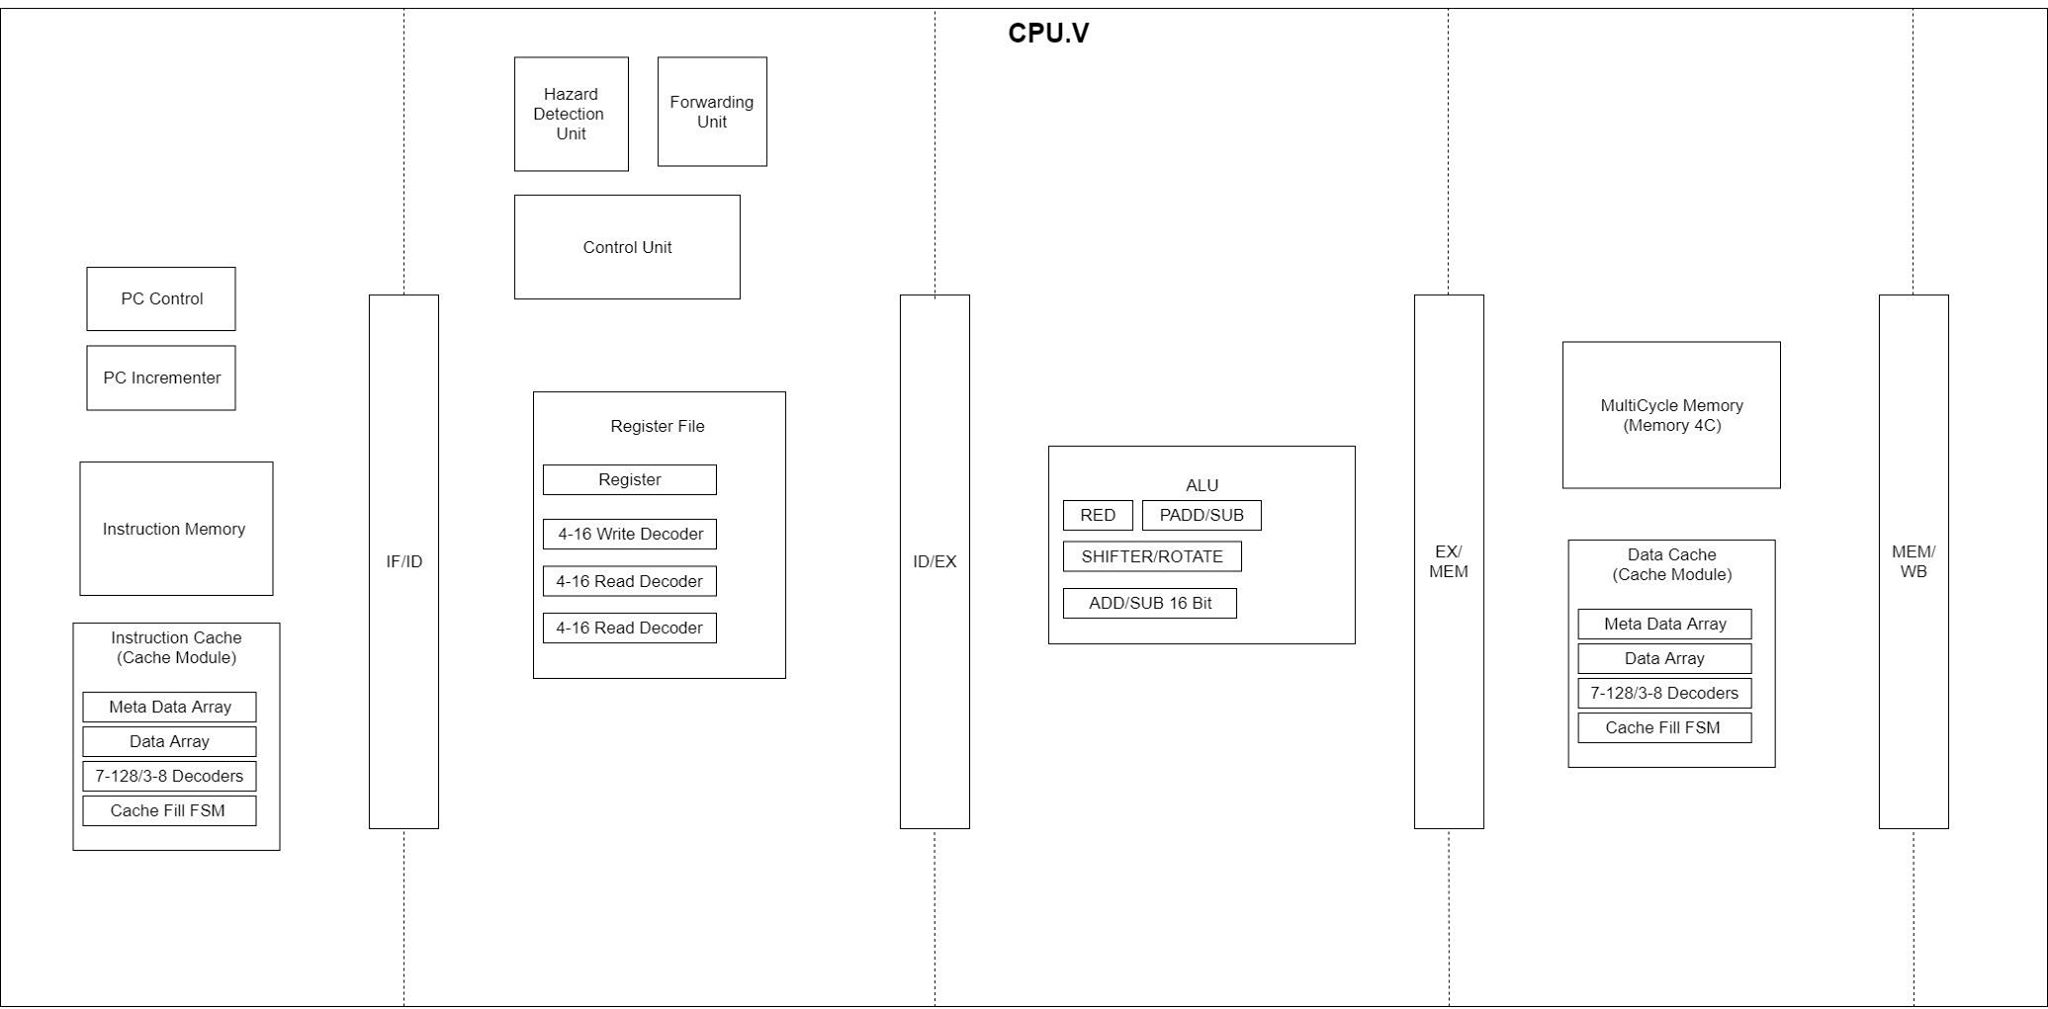 CPU.V
PC Control
PC Incrementer
Instruction Memory
Instruction Cache
(Cache Module)
Meta Data Array
Data Array
7-128/3-8 Decoders
Cache Fill FSM
IF/ID
Hazard
Detection
Unit
Forwarding
Unit
Control Unit
Register File
Register
4-16 Write Decoder
4-16 Read Decoder
4-16 Read Decoder
ID/EX
ALU
RED
PADD/SUB
SHIFTER/ROTATE
ADD/SUB 16 Bit
EX/
MEM
MultiCycle Memory
(Memory 4C)
Data Cache
(Cache Module)
Meta Data Array
Data Array
7-128/3-8 Decoders
Cache Fill FSM
MEM/
WB